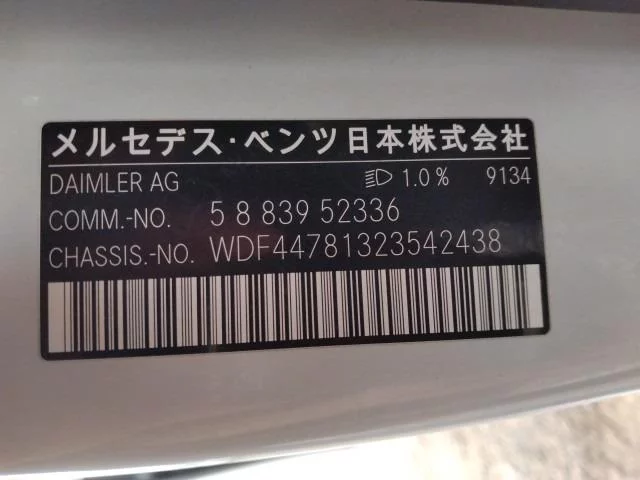 メルセデス・ベンツ日本株式会社
DAIMLER AG 1.0 % 9134
COMM.-NO. 5 8 839 52336
CHASSIS.-NO. WDF44781323542438